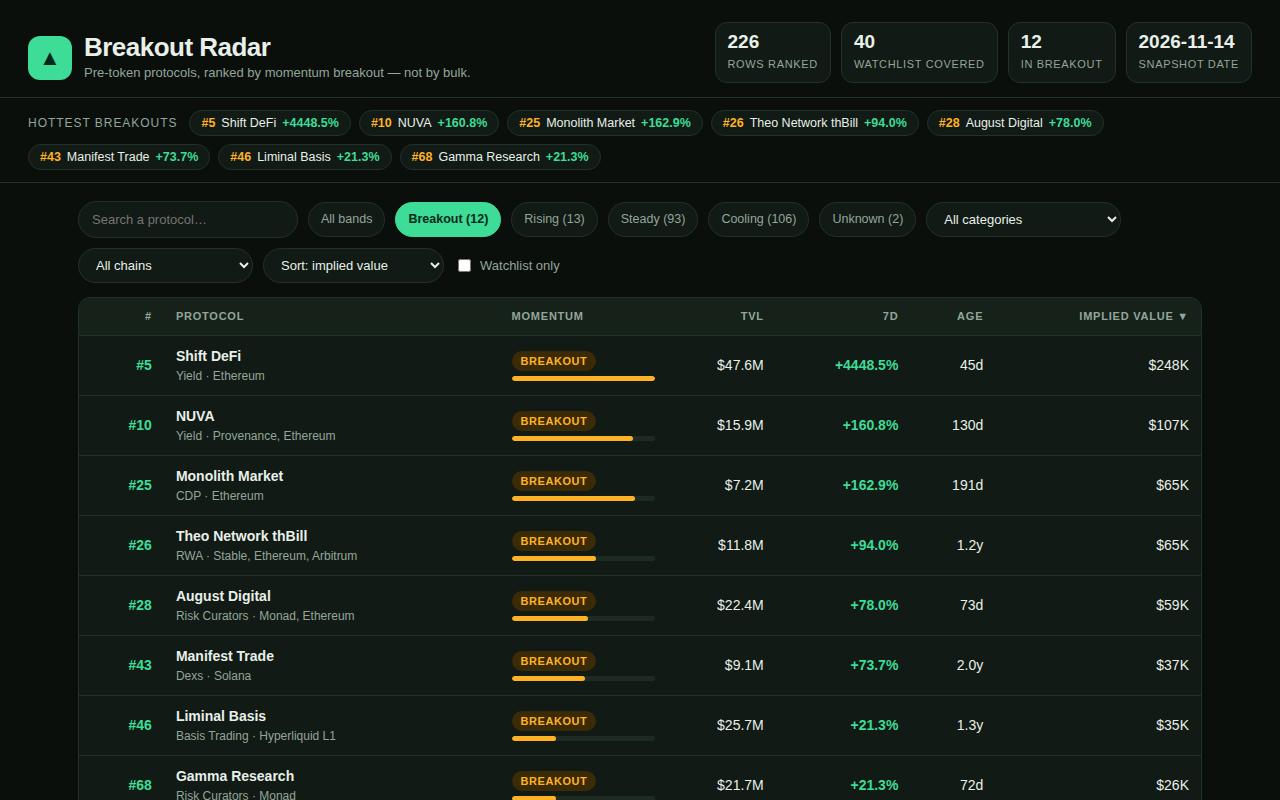 ▲
Breakout Radar
Pre-token protocols, ranked by momentum breakout — not by bulk.
226
ROWS RANKED
40
WATCHLIST COVERED
12
IN BREAKOUT
2026-11-14
SNAPSHOT DATE
HOTTEST BREAKOUTS #5 Shift DeFi +4448.5% #10 NUVA +160.8% #25 Monolith Market +162.9% #26 Theo Network thBill +94.0% #28 August Digital +78.0%
#43 Manifest Trade +73.7% #46 Liminal Basis +21.3% #68 Gamma Research +21.3%
Search a protocol… All bands Breakout (12) Rising (13) Steady (93) Cooling (106) Unknown (2) All categories
All chains Sort: implied value Watchlist only
# PROTOCOL MOMENTUM TVL 7D AGE IMPLIED VALUE ▼
#5 Shift DeFi BREAKOUT $47.6M +4448.5% 45d $248K
Yield · Ethereum
#10 NUVA BREAKOUT $15.9M +160.8% 130d $107K
Yield · Provenance, Ethereum
#25 Monolith Market BREAKOUT $7.2M +162.9% 191d $65K
CDP · Ethereum
#26 Theo Network thBill BREAKOUT $11.8M +94.0% 1.2y $65K
RWA · Stable, Ethereum, Arbitrum
#28 August Digital BREAKOUT $22.4M +78.0% 73d $59K
Risk Curators · Monad, Ethereum
#43 Manifest Trade BREAKOUT $9.1M +73.7% 2.0y $37K
Dexs · Solana
#46 Liminal Basis BREAKOUT $25.7M +21.3% 1.3y $35K
Basis Trading · Hyperliquid L1
#68 Gamma Research BREAKOUT $21.7M +21.3% 72d $26K
Risk Curators · Monad